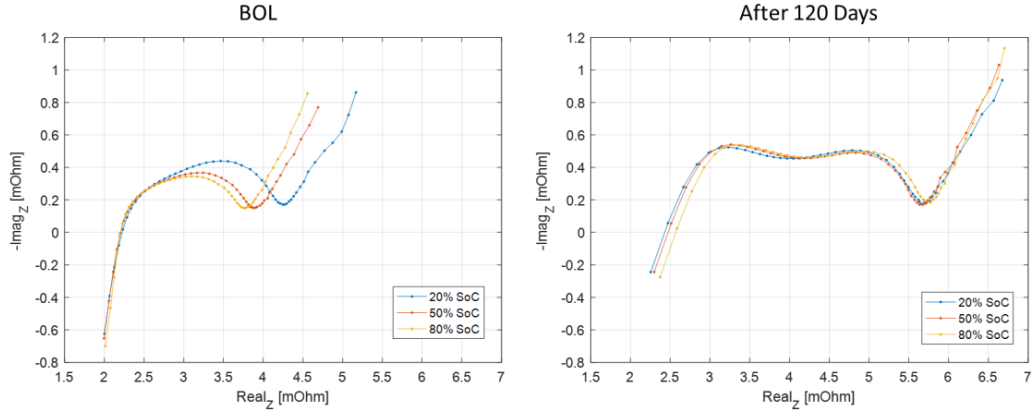 BOL
1.2
1
0.8
0.6
0.4
0.2
0
-0.2
-0.4
-0.6
-0.8
-Imag_Z [mOhm]
20% SoC
50% SoC
80% SoC
1.5 2 2.5 3 3.5 4 4.5 5 5.5 6 6.5 7
Real_Z [mOhm]
After 120 Days
1.2
1
0.8
0.6
0.4
0.2
0
-0.2
-0.4
-0.6
-0.8
-Imag_Z [mOhm]
20% SoC
50% SoC
80% SoC
1.5 2 2.5 3 3.5 4 4.5 5 5.5 6 6.5 7
Real_Z [mOhm]